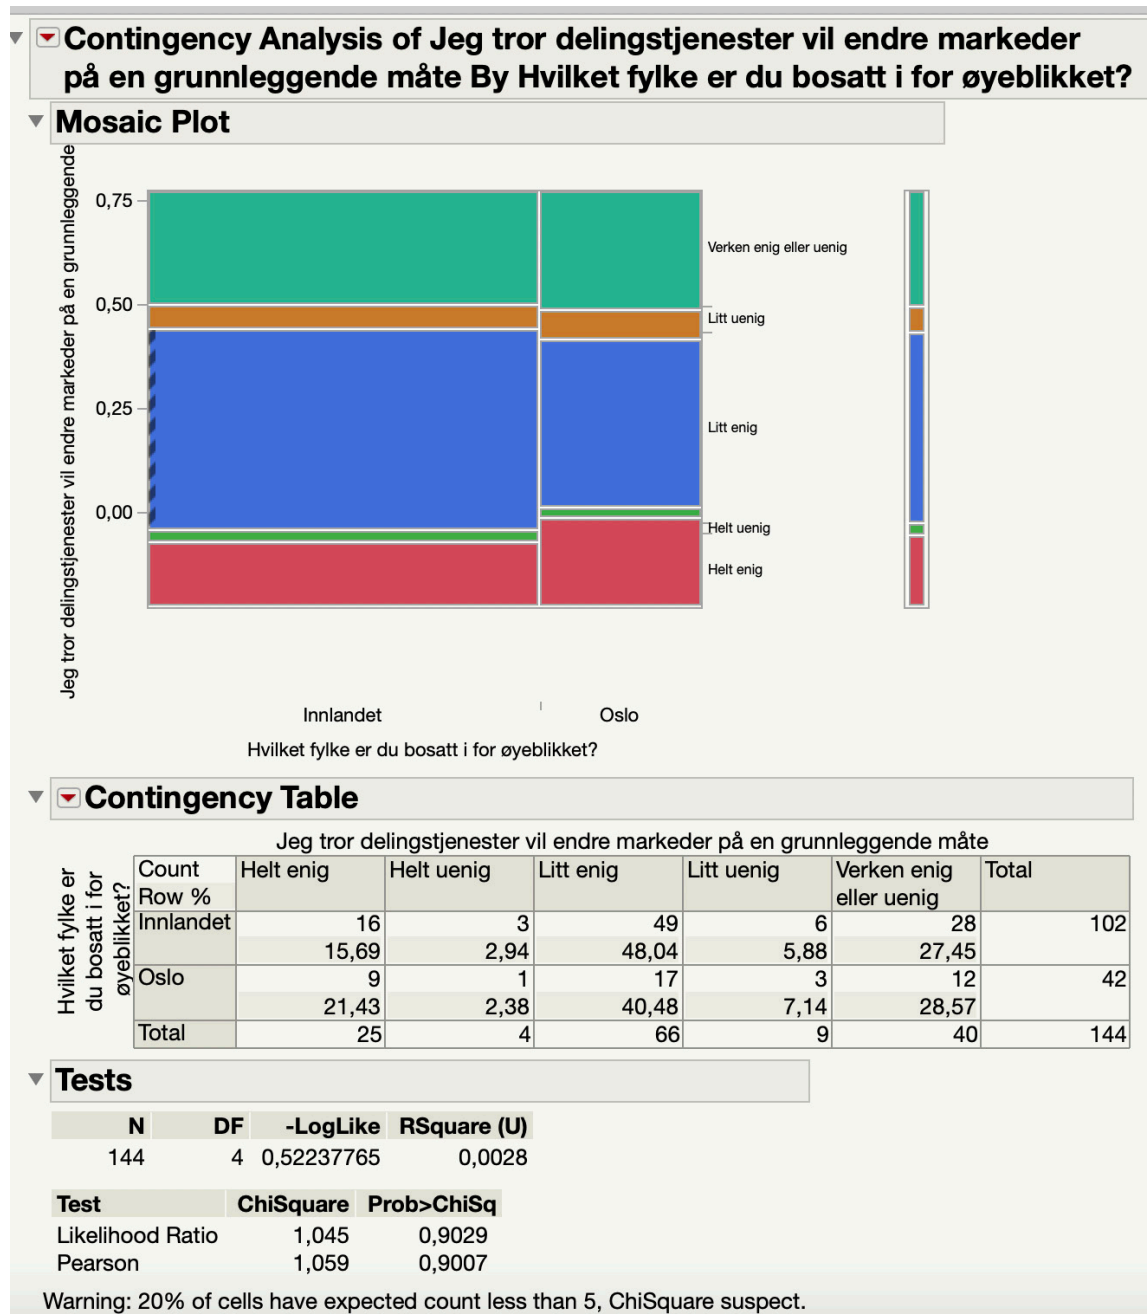 Contingency Analysis of Jeg tror delingstjenester vil endre markeder
på en grunnleggende måte By Hvilket fylke er du bosatt i for øyeblikket?
Mosaic Plot
Jeg tror delingstjenester vil endre markeder på en grunnleggende
0,75
0,50
0,25
0,00
Verken enig eller uenig
Litt uenig
Litt enig
Helt uenig
Helt enig
Innlandet Oslo
Hvilket fylke er du bosatt i for øyeblikket?
Contingency Table
Jeg tror delingstjenester vil endre markeder på en grunnleggende måte
Hvilket fylke er
du bosatt i for
øyeblikket?
Count Helt enig Helt uenig Litt enig Litt uenig Verken enig Total
Row % eller uenig
Innlandet 16 3 49 6 28 102
15,69 2,94 48,04 5,88 27,45
Oslo 9 1 17 3 12 42
21,43 2,38 40,48 7,14 28,57
Total 25 4 66 9 40 144
Tests
N DF -LogLike RSquare (U)
144 4 0,52237765 0,0028
Test ChiSquare Prob>ChiSq
Likelihood Ratio 1,045 0,9029
Pearson 1,059 0,9007
Warning: 20% of cells have expected count less than 5, ChiSquare suspect.